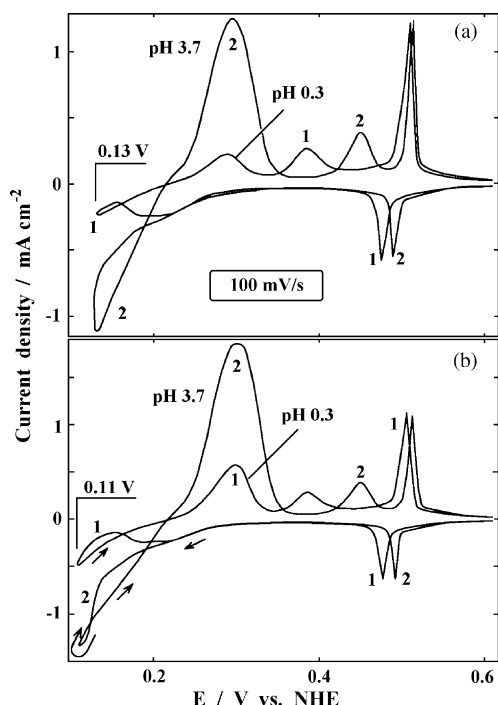 (a)
1
2
pH 3.7
pH 0.3
1
2
0.13 V
0
1
1 2
100 mV/s
2
-1
Current density / mA cm⁻²
(b)
2
pH 3.7
pH 0.3
1
1
1
2
0.11 V
0
1
1 2
2
-1
0.2 0.4 0.6
E / V vs. NHE